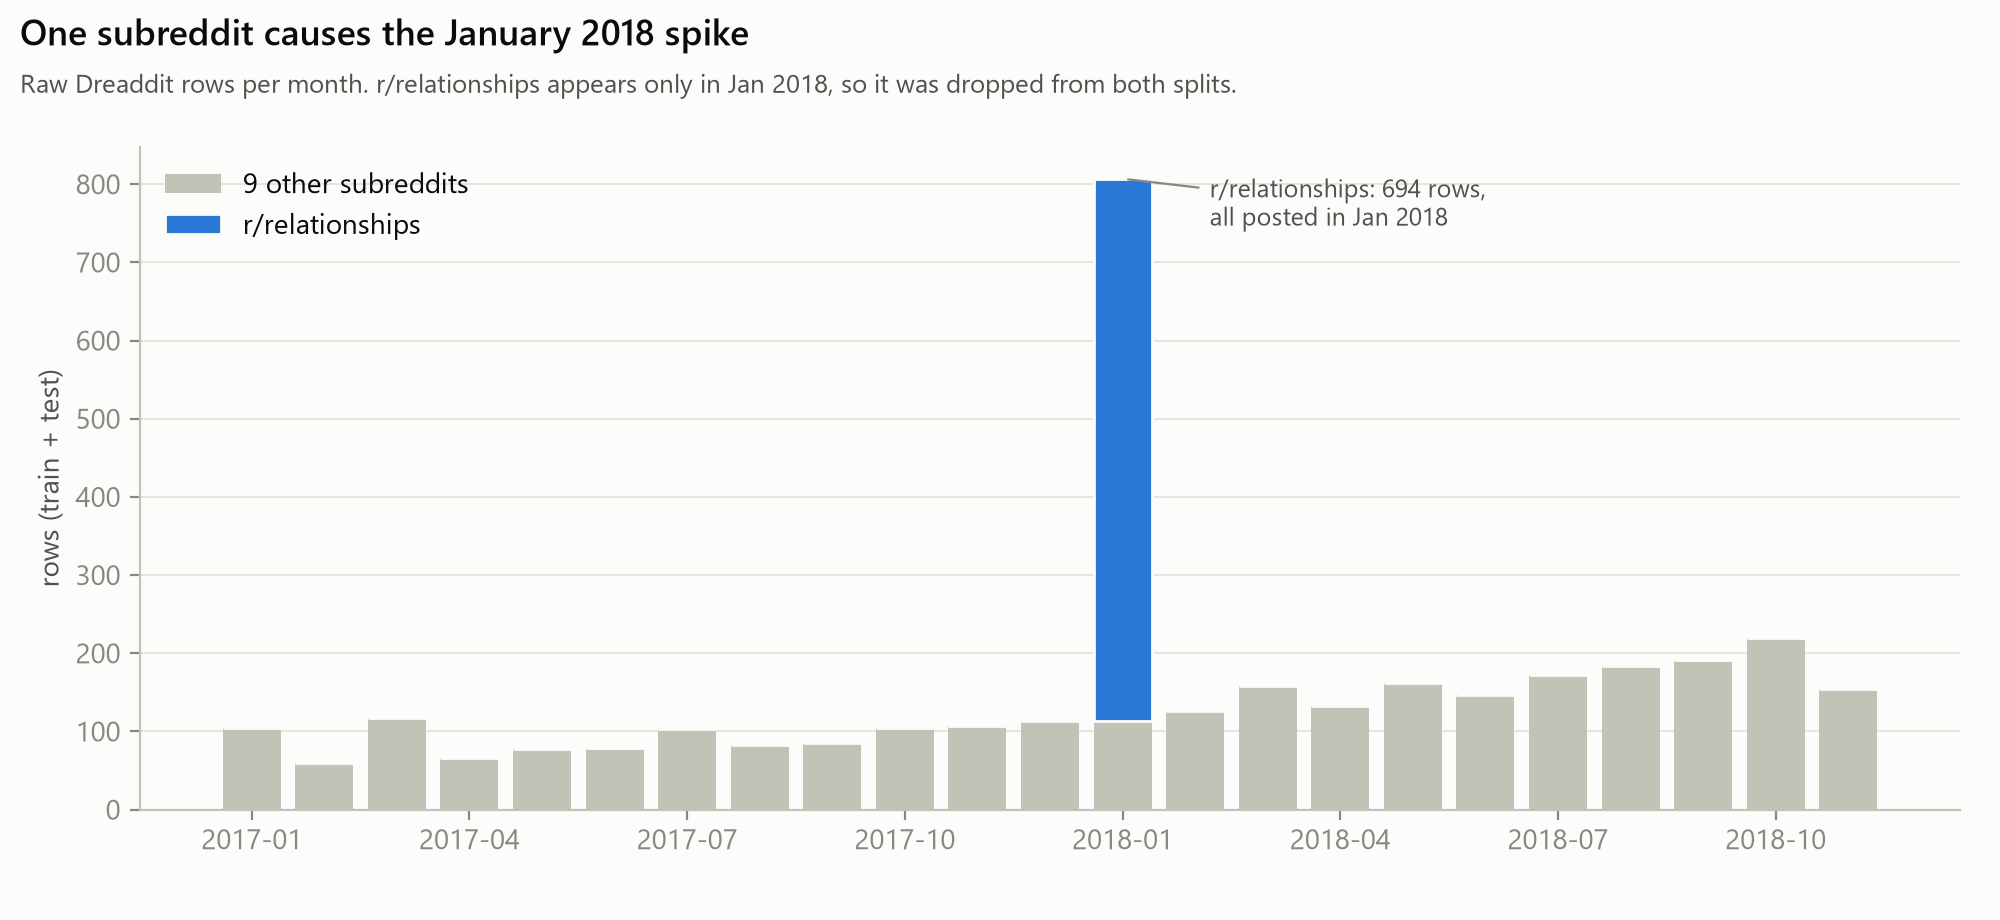 One subreddit causes the January 2018 spike
Raw Dreaddit rows per month. r/relationships appears only in Jan 2018, so it was dropped from both splits.
9 other subreddits
r/relationships
r/relationships: 694 rows,
all posted in Jan 2018
rows (train + test)
800
700
600
500
400
300
200
100
0
2017-01
2017-04
2017-07
2017-10
2018-01
2018-04
2018-07
2018-10